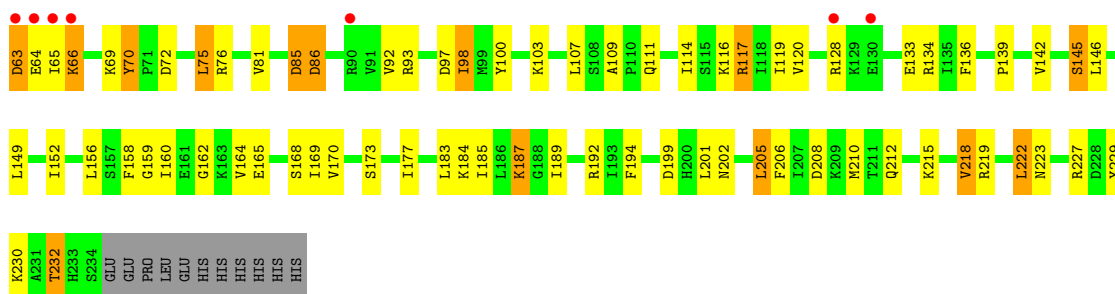 D63 E64 I65 K66 K69 Y70 P71 D72 L75 R76 V81 D85 D86 R90 V91 V92 R93 D97 I98 M99 Y100 K103 L107 S108 A109 P110 Q111 I114 S115 K116 R117 I118 I119 V120 R128 K129 E130 E133 R134 I135 F136 P139 V142 S145 L146
L149 I152 L156 S157 F158 G159 I160 E161 G162 K163 V164 E165 S168 I169 V170 S173 I177 L183 K184 I185 L186 K187 G188 I189 R192 I193 F194 D199 H200 L201 N202 L205 F206 I207 D208 K209 M210 T211 Q212 K215 V218 R219 L222 N223 R227 D228
K230 A231 T232 H233 S234 GLU GLU PRO LEU GLU HIS HIS HIS HIS HIS HIS